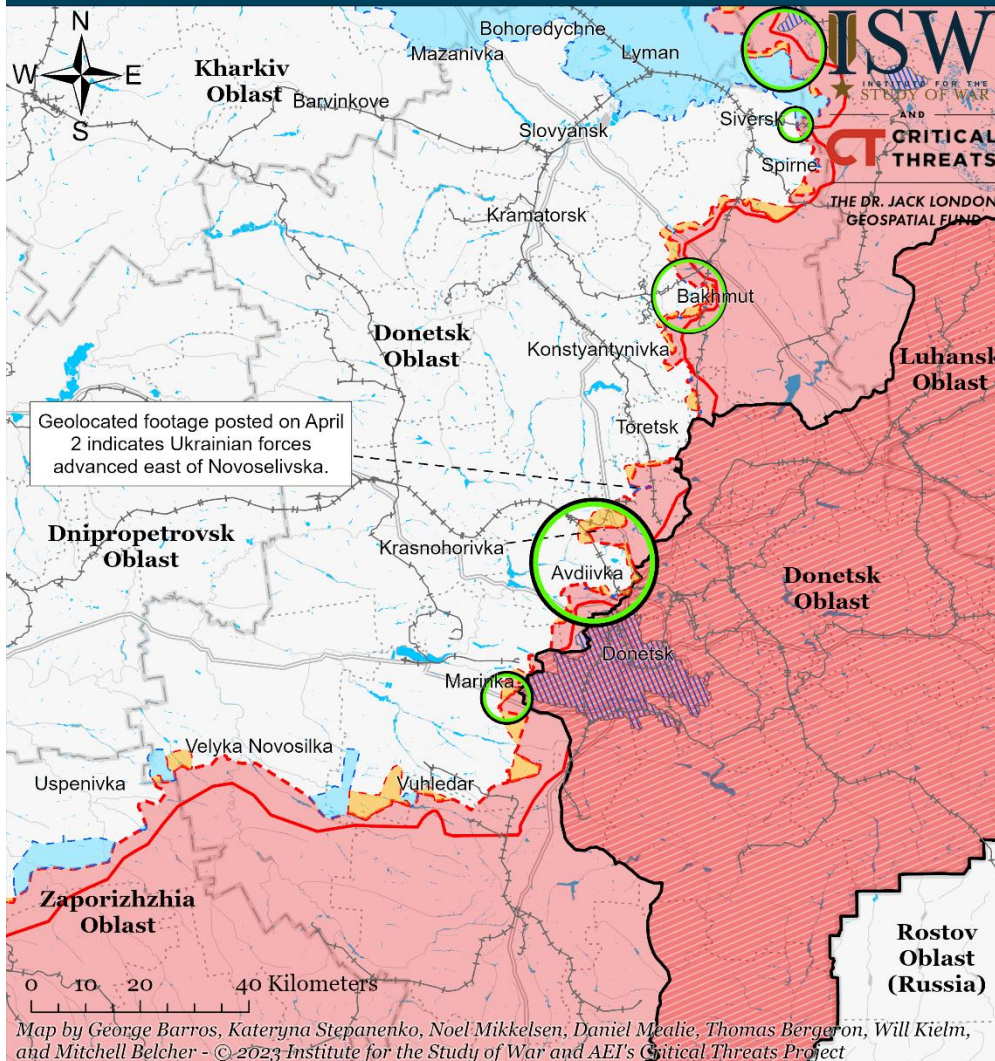 N
W
E
S
ISW
INSTITUTE FOR THE
STUDY OF WAR
AND
CT CRITICAL
THREATS
THE DR. JACK LONDON
GEOSPATIAL FUND
Bohorodychne
Mazanivka
Lyman
Kharkiv
Oblast
Barvinkove
Slovyansk
Siversk
Spirne
Kramatorsk
Bakhmut
Donetsk
Oblast
Konstyantynivka
Luhansk
Oblast
Geolocated footage posted on April
2 indicates Ukrainian forces
advanced east of Novoselivska.
Toretsk
Dnipropetrovsk
Oblast
Krasnohorivka
Avdiivka
Donetsk
Oblast
Donetsk
Marinka
Velyka Novosilka
Uspenivka
Vuhledar
Zaporizhzhia
Oblast
Rostov
Oblast
(Russia)
0 10 20 40 Kilometers
Map by George Barros, Kateryna Stepanenko, Noel Mikkelsen, Daniel Mealie, Thomas Bergeron, Will Kielm,
and Mitchell Belcher - © 2023 Institute for the Study of War and AEI's Critical Threats Project